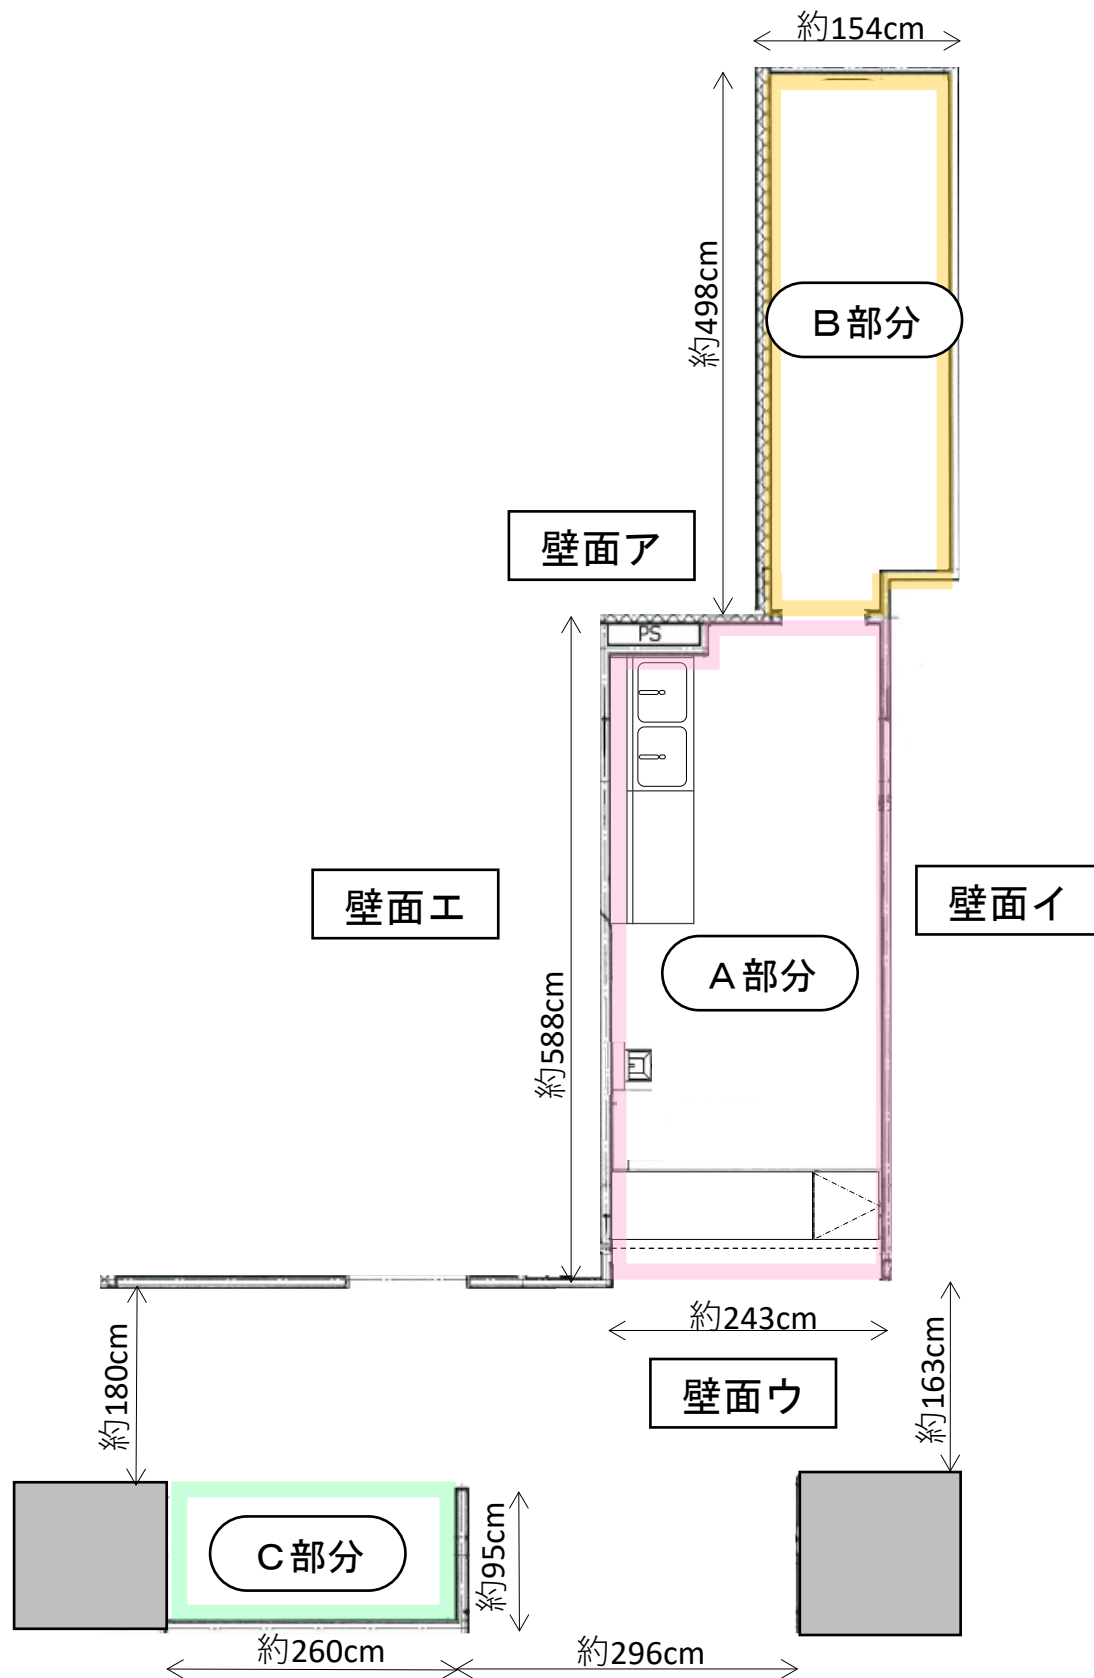 約154cm
約498cm
B部分
壁面ア
PS
壁面エ
壁面イ
A部分
約588cm
約243cm
約180cm
約163cm
壁面ウ
C部分
約95cm
約260cm
約296cm